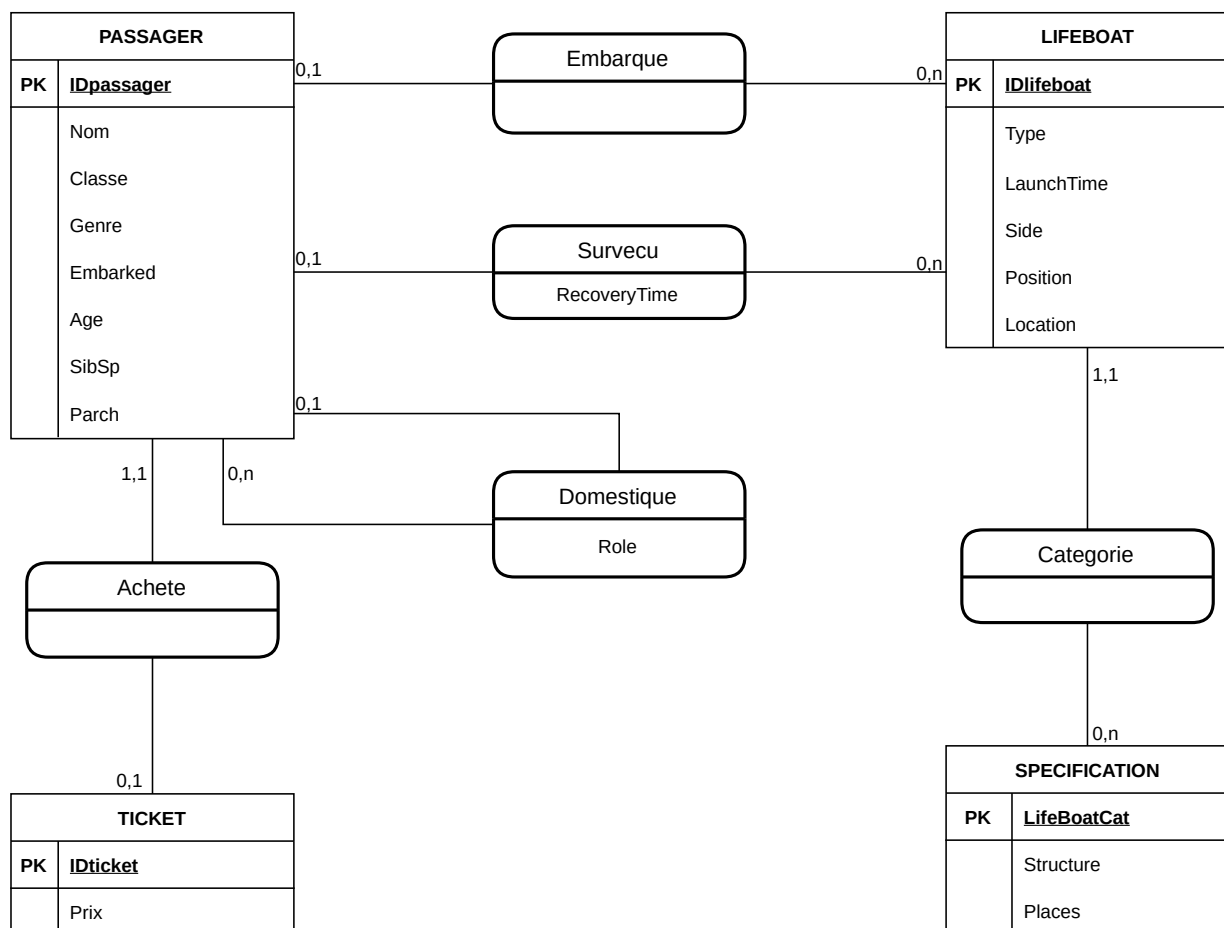 PASSAGER
PK IDpassager
Nom
Classe
Genre
Embarked
Age
SibSp
Parch
0,1
Embarque
0,n
LIFEBOAT
PK IDlifeboat
Type
LaunchTime
Side
Position
Location
0,1
Survecu
RecoveryTime
0,n
0,1
0,n
Domestique
Role
1,1
Achete
0,1
TICKET
PK IDticket
Prix
1,1
Categorie
0,n
SPECIFICATION
PK LifeBoatCat
Structure
Places